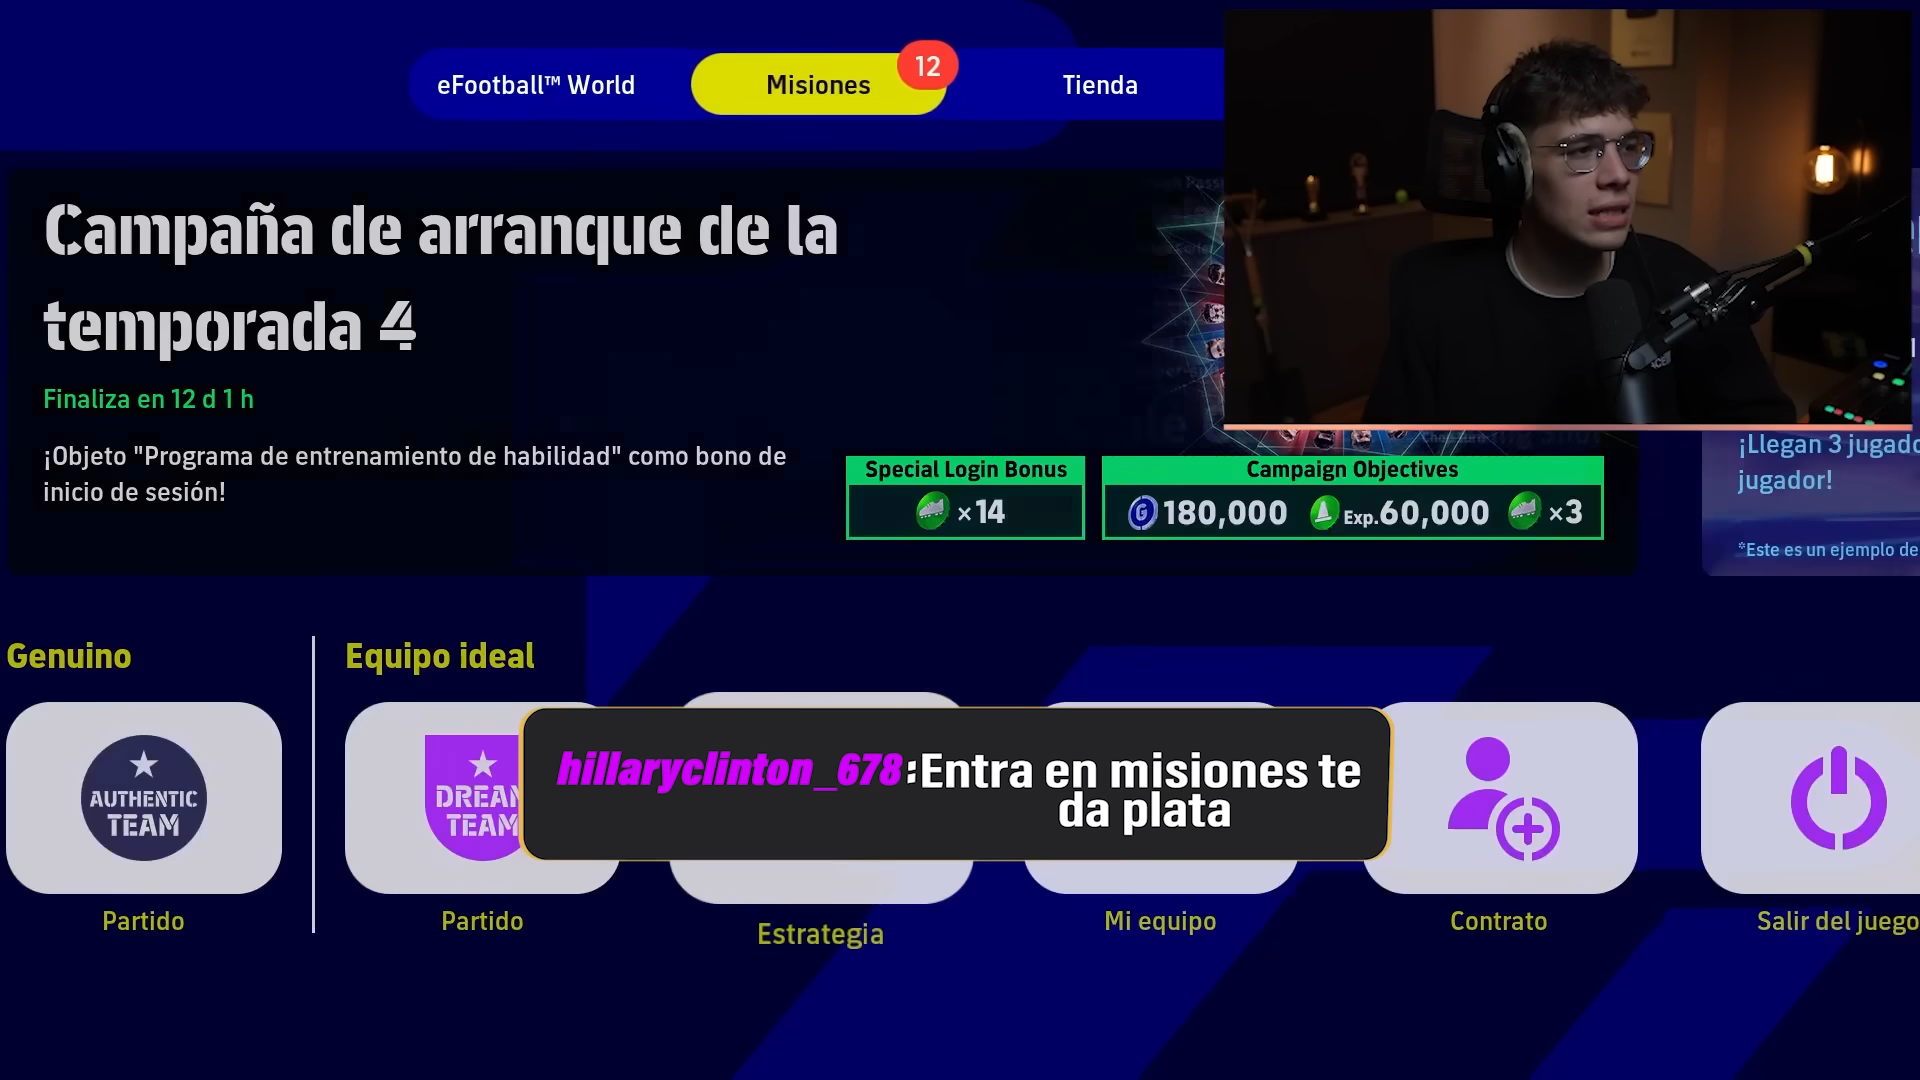 eFootball™ World
Misiones
12
Tienda
Campaña de arranque de la
temporada 4
Finaliza en 12 d 1 h
¡Objeto "Programa de entrenamiento de habilidad" como bono de
inicio de sesión!
Special Login Bonus
×14
Campaign Objectives
G 180,000 Exp.60,000 ×3
¡Llegan 3
jugador!
*Este es un ejemplo de
Genuino
Equipo ideal
AUTHENTIC
TEAM
DREAM
TEAM
hillaryclinton_678:Entra en misiones te
da plata
Partido
Partido
Estrategia
Mi equipo
Contrato
Salir del juego